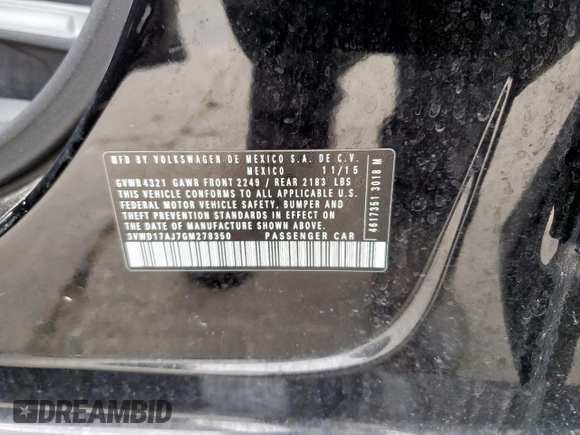 MFD BY VOLKSWAGEN DE MEXICO S.A. DE C.V.
MEXICO 11/15
GVWR4321 GAWR FRONT 2249 / REAR 2183 LBS
THIS VEHICLE CONFORMS TO ALL APPLICABLE U.S.
FEDERAL MOTOR VEHICLE SAFETY, BUMPER AND
THEFT PREVENTION STANDARDS IN EFFECT ON THE
DATE OF MANUFACTURE SHOWN ABOVE.
3VWD17AJ7GM278350 PASSENGER CAR
4617351 3018 M
DREAMBID